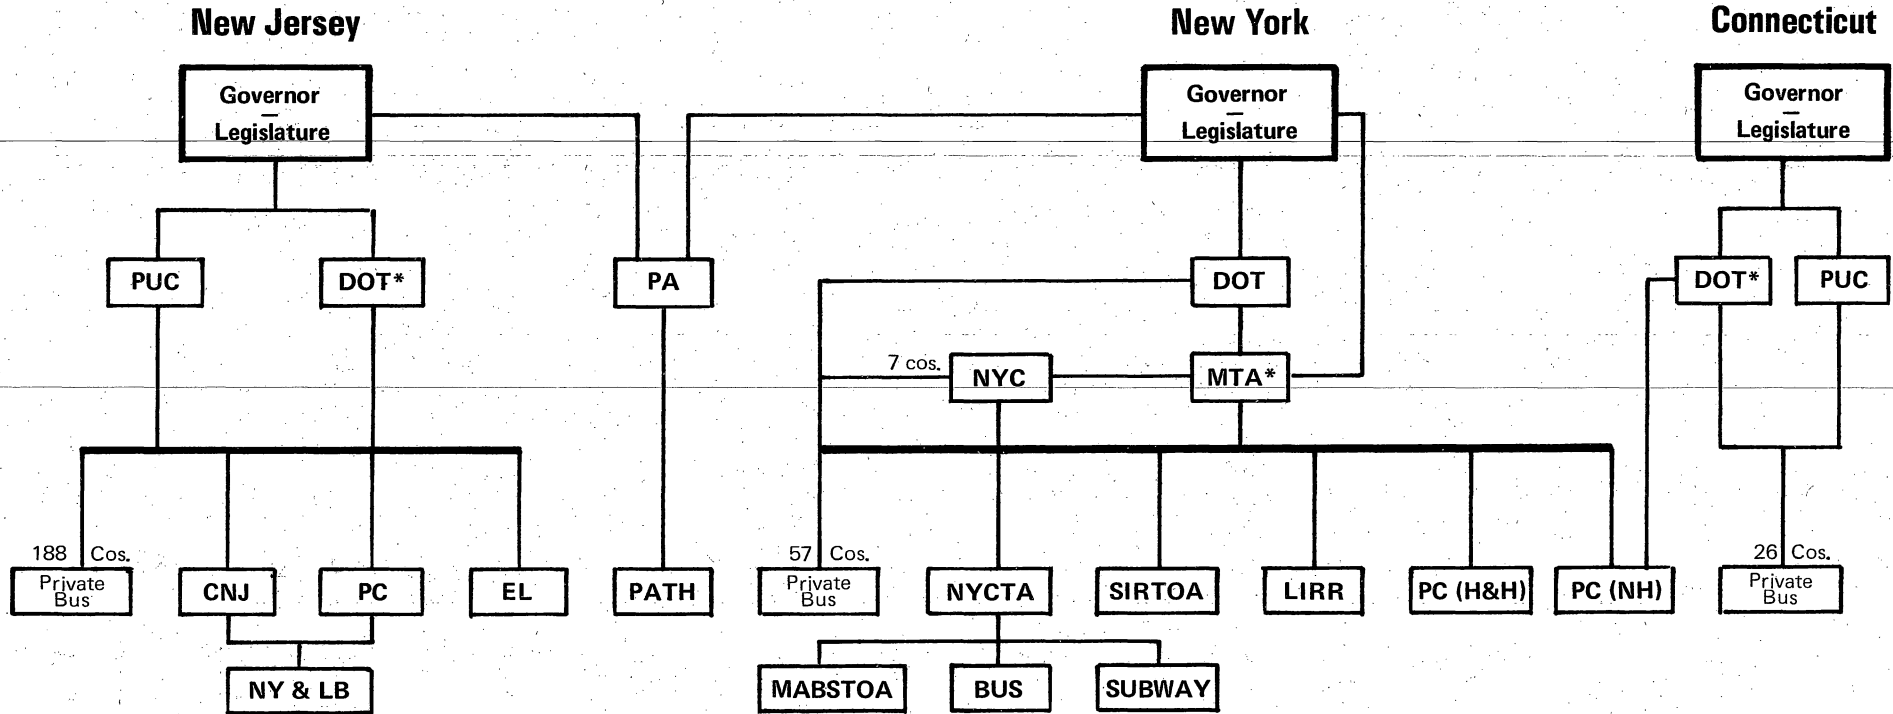 New Jersey New York Connecticut
Governor Governor Governor
— — —
Legislature Legislature Legislature
PUC DOT* PA DOT DOT* PUC
7 cos. NYC MTA*
188 Cos. 57 Cos. 26 Cos.
Private Bus CNJ PC EL PATH Private Bus NYCTA SIRTOA LIRR PC (H&H) PC (NH) Private Bus
NY & LB MABSTOA BUS SUBWAY